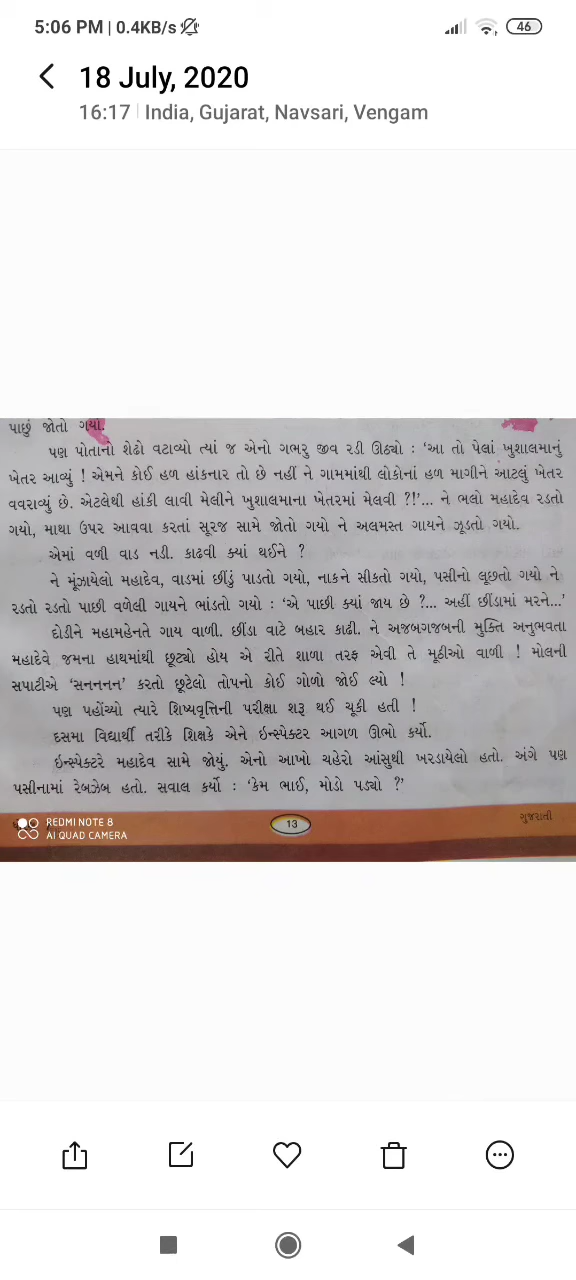 5:06 PM | 0.4KB/s
46
18 July, 2020
16:17 | India, Gujarat, Navsari, Vengam
પાછું જોતો ગયો.
પણ પોતાનો શેઢો વટાવ્યો ત્યાં જ એનો ગભરુ જીવ રડી ઊઠ્યો : ‘આ તો પેલાં ખુશાલમાનું
ખેતર આવ્યું ! એમને કોઈ હળ હાંકનાર તો છે નહીં ને ગામમાંથી લોકોનાં હળ માગીને આટલું ખેતર
વવરાવ્યું છે. એટલેથી હાંકી લાવી મેલીને ખુશાલમાના ખેતરમાં મેલવી ?!’... ને ભલો મહાદેવ રડતો
ગયો, માથા ઉપર આવવા કરતાં સૂરજ સામે જોતો ગયો ને અલમસ્ત ગાયને ઝૂડતો ગયો.
એમાં વળી વાડ નડી. કાઢવી ક્યાં થઈને ?
ને મૂંઝાયેલો મહાદેવ, વાડમાં છીંડું પાડતો ગયો, નાકને સીકતો ગયો, પસીનો લૂછતો ગયો ને
રડતો રડતો પાછી વળેલી ગાયને ભાંડતો ગયો : ‘એ પાછી ક્યાં જાય છે ?... અહીં છીંડામાં મરને...’
દોડીને મહામહેનતે ગાય વાળી. છીંડા વાટે બહાર કાઢી. ને અજબગજબની મુક્તિ અનુભવતા
મહાદેવે જમના હાથમાંથી છૂટ્યો હોય એ રીતે શાળા તરફ એવી તે મૂઠીઓ વાળી ! મોલની
સપાટીએ ‘સનનનન’ કરતો છૂટેલો તોપનો કોઈ ગોળો જોઈ લ્યો !
પણ પહોંચ્યો ત્યારે શિષ્યવૃત્તિની પરીક્ષા શરૂ થઈ ચૂકી હતી !
દસમા વિદ્યાર્થી તરીકે શિક્ષકે એને ઇન્સ્પેક્ટર આગળ ઊભો કર્યો.
ઇન્સ્પેક્ટરે મહાદેવ સામે જોયું. એનો આખો ચહેરો આંસુથી ખરડાયેલો હતો. અંગે પણ
પસીનામાં રેબઝેબ હતો. સવાલ કર્યો : ‘કેમ ભાઈ, મોડો પડ્યો ?’
REDMI NOTE 8
AI QUAD CAMERA
13
ગુજરાતી